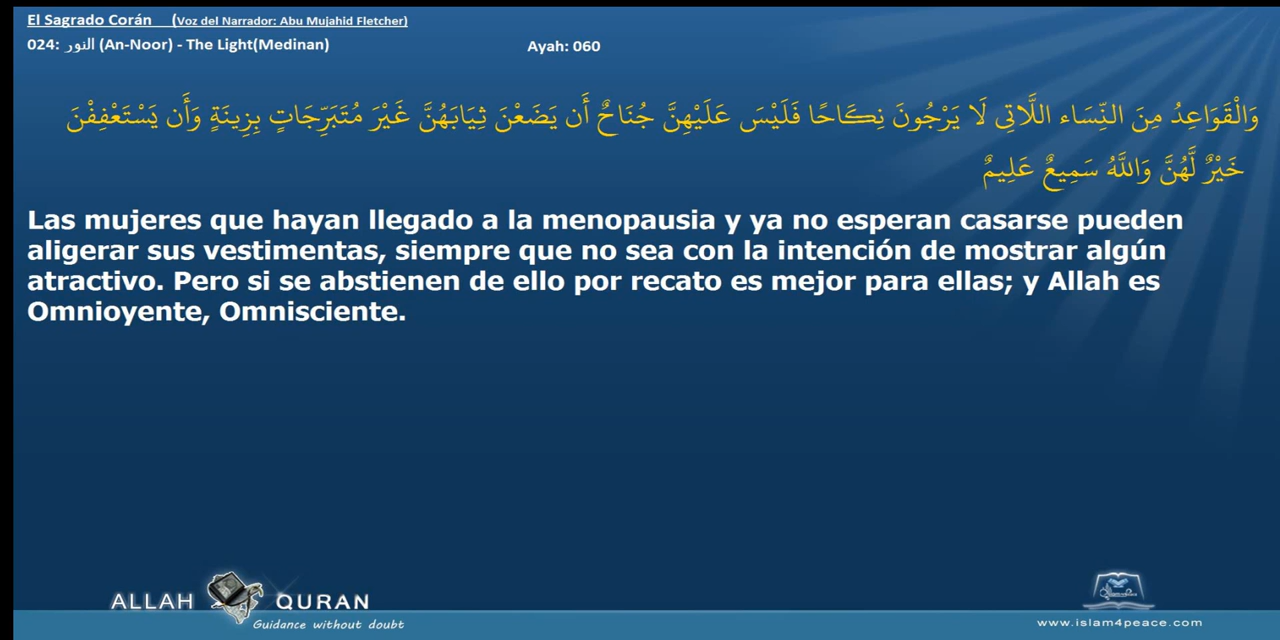 El Sagrado Corán (Voz del Narrador: Abu Mujahid Fletcher)
024: النور (An-Noor) - The Light(Medinan) Ayah: 060
وَالْقَوَاعِدُ مِنَ النِّسَاء اللَّاتِي لَا يَرْجُونَ نِكَاحًا فَلَيْسَ عَلَيْهِنَّ جُنَاحٌ أَن يَضَعْنَ ثِيَابَهُنَّ غَيْرَ مُتَبَرِّجَاتٍ بِزِينَةٍ وَأَن يَسْتَعْفِفْنَ
خَيْرٌ لَّهُنَّ وَاللَّهُ سَمِيعٌ عَلِيمٌ
Las mujeres que hayan llegado a la menopausia y ya no esperan casarse pueden
aligerar sus vestimentas, siempre que no sea con la intención de mostrar algún
atractivo. Pero si se abstienen de ello por recato es mejor para ellas; y Allah es
Omnioyente, Omnisciente.
ALLAH QURAN
Guidance without doubt
www.islam4peace.com